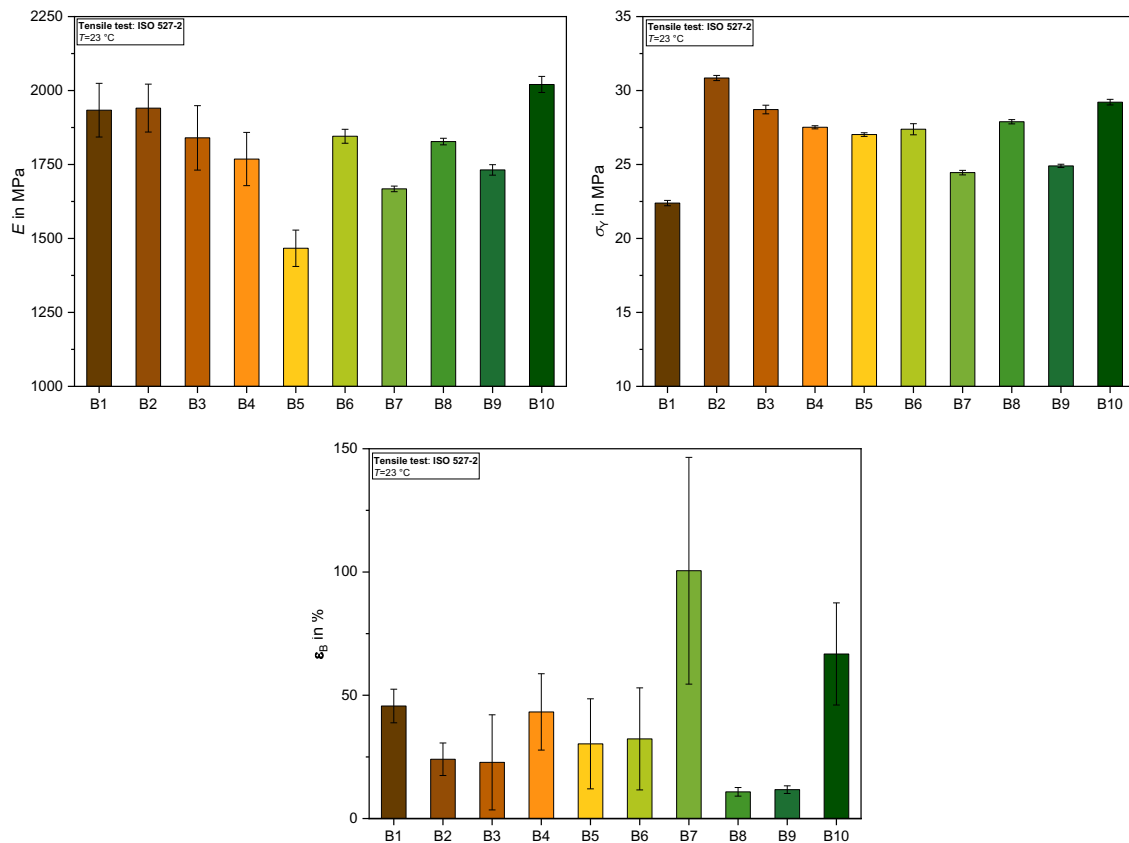 Tensile test: ISO 527-2
T=23 °C
E in MPa
2250
2000
1750
1500
1250
1000
B1 B2 B3 B4 B5 B6 B7 B8 B9 B10
Tensile test: ISO 527-2
T=23 °C
σY in MPa
35
30
25
20
15
10
B1 B2 B3 B4 B5 B6 B7 B8 B9 B10
Tensile test: ISO 527-2
T=23 °C
εB in %
150
100
50
0
B1 B2 B3 B4 B5 B6 B7 B8 B9 B10